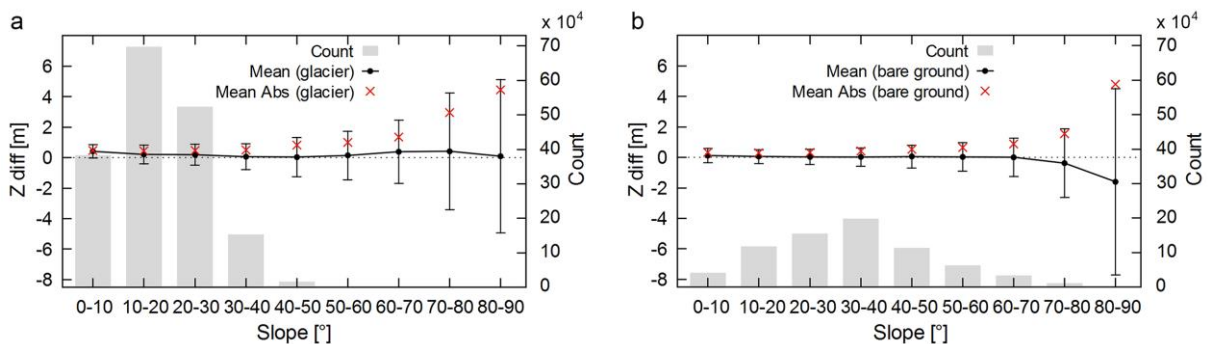 a
x 10⁴
6
4
2
0
-2
-4
-6
-8
Z diff [m]
Count
Mean (glacier)
Mean Abs (glacier)
70
60
50
40
30
20
10
0
Count
0-10 10-20 20-30 30-40 40-50 50-60 60-70 70-80 80-90
Slope [°]
b
x 10⁴
6
4
2
0
-2
-4
-6
-8
Z diff [m]
Count
Mean (bare ground)
Mean Abs (bare ground)
70
60
50
40
30
20
10
0
Count
0-10 10-20 20-30 30-40 40-50 50-60 60-70 70-80 80-90
Slope [°]